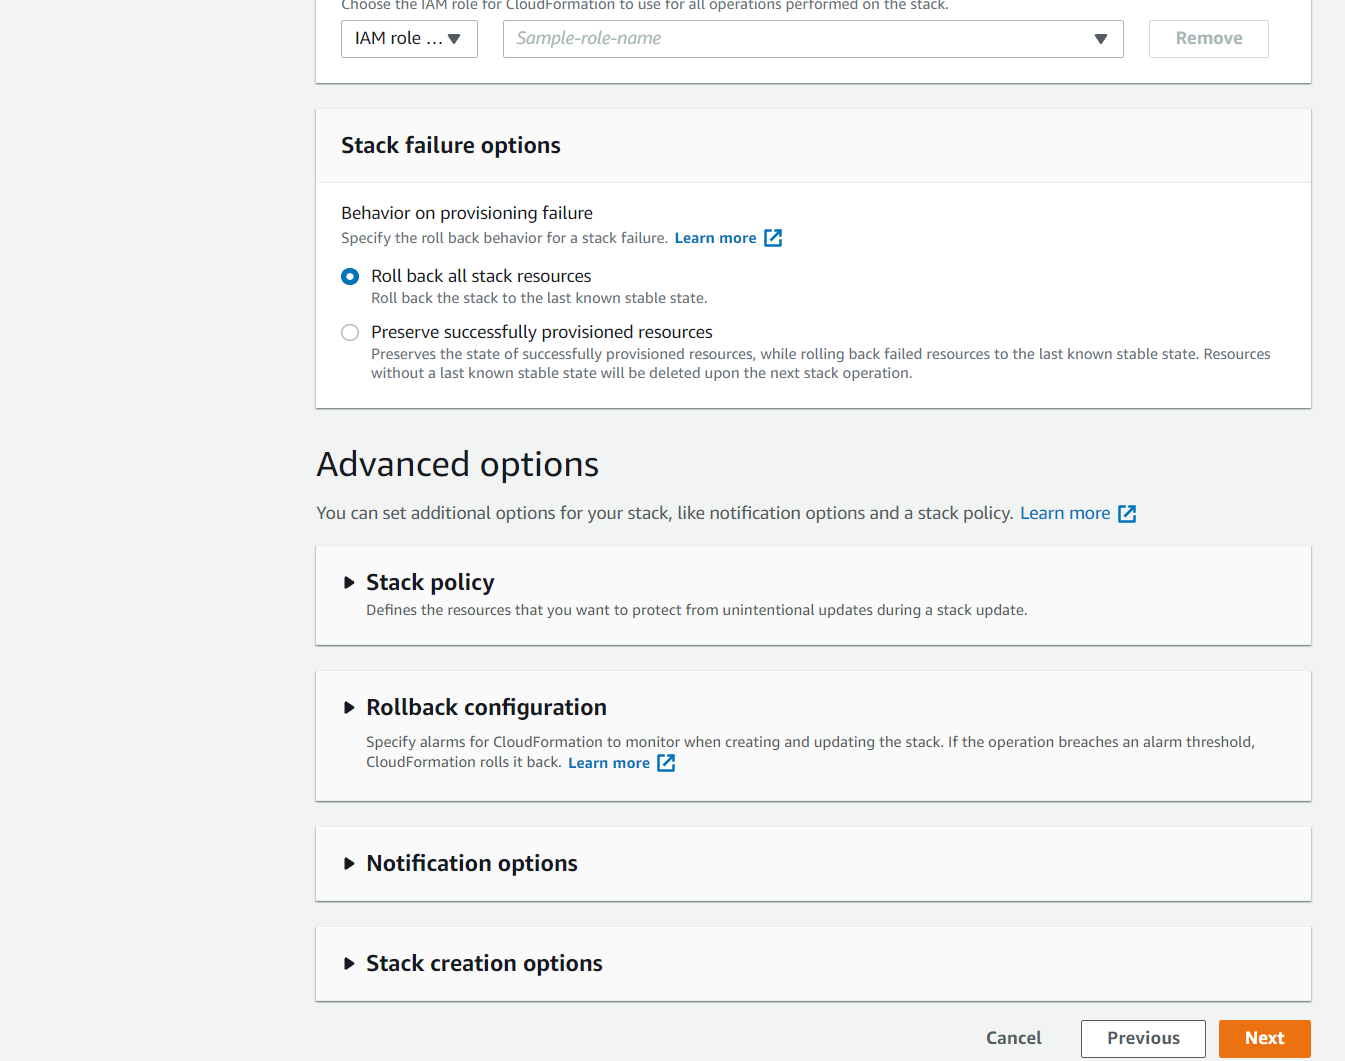 Choose the IAM role for CloudFormation to use for all operations performed on the stack.
IAM role ...
Sample-role-name
Remove
Stack failure options
Behavior on provisioning failure
Specify the roll back behavior for a stack failure. Learn more
Roll back all stack resources
Roll back the stack to the last known stable state.
Preserve successfully provisioned resources
Preserves the state of successfully provisioned resources, while rolling back failed resources to the last known stable state. Resources
without a last known stable state will be deleted upon the next stack operation.
Advanced options
You can set additional options for your stack, like notification options and a stack policy. Learn more
Stack policy
Defines the resources that you want to protect from unintentional updates during a stack update.
Rollback configuration
Specify alarms for CloudFormation to monitor when creating and updating the stack. If the operation breaches an alarm threshold,
CloudFormation rolls it back. Learn more
Notification options
Stack creation options
Cancel
Previous
Next